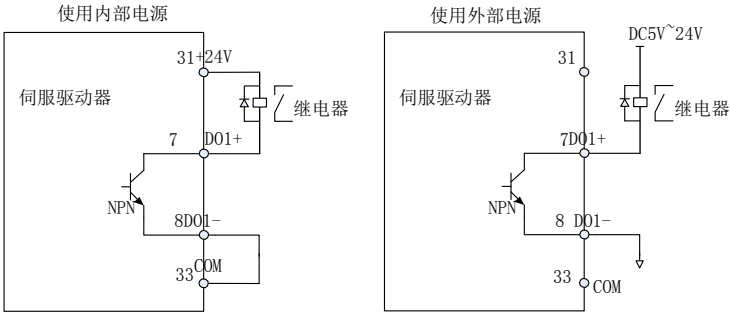 使用内部电源
31+24V
伺服驱动器
继电器
7 DO1+
NPN
8DO1-
COM
33
使用外部电源
DC5V~24V
31
伺服驱动器
继电器
7DO1+
NPN
8 DO1-
33 COM